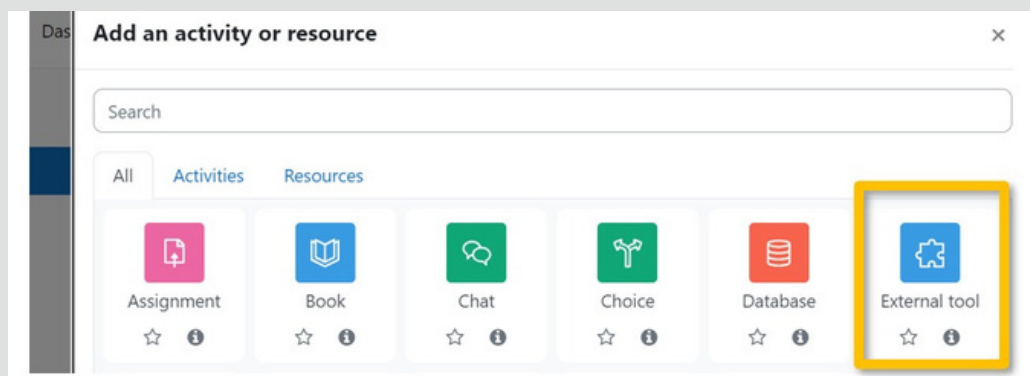 Das
Add an activity or resource
Search
All Activities Resources
Assignment Book Chat Choice Database External tool